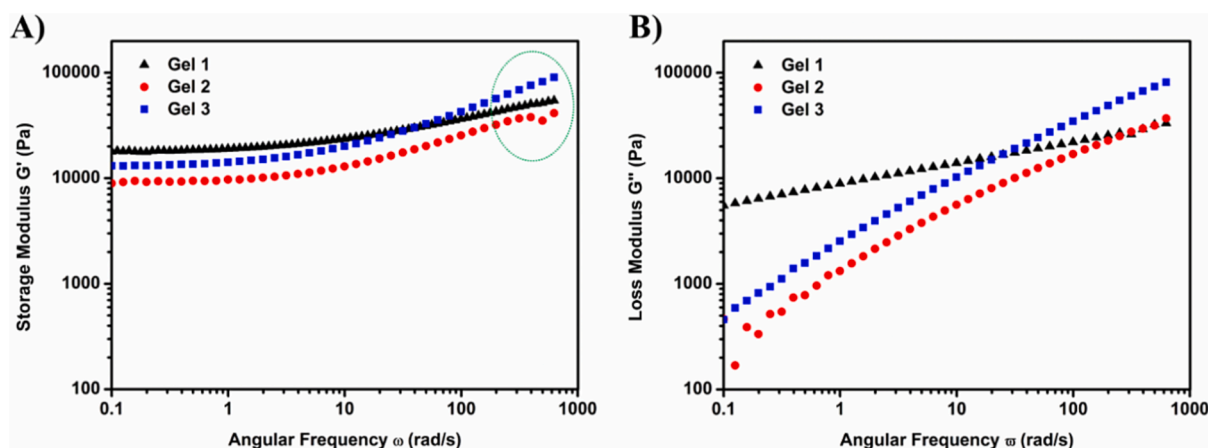 A)
Gel 1
Gel 2
Gel 3
100000
10000
1000
100
0.1 1 10 100 1000
Storage Modulus G' (Pa)
Angular Frequency ω (rad/s)
B)
Gel 1
Gel 2
Gel 3
100000
10000
1000
100
0.1 1 10 100 1000
Loss Modulus G'' (Pa)
Angular Frequency ϖ (rad/s)